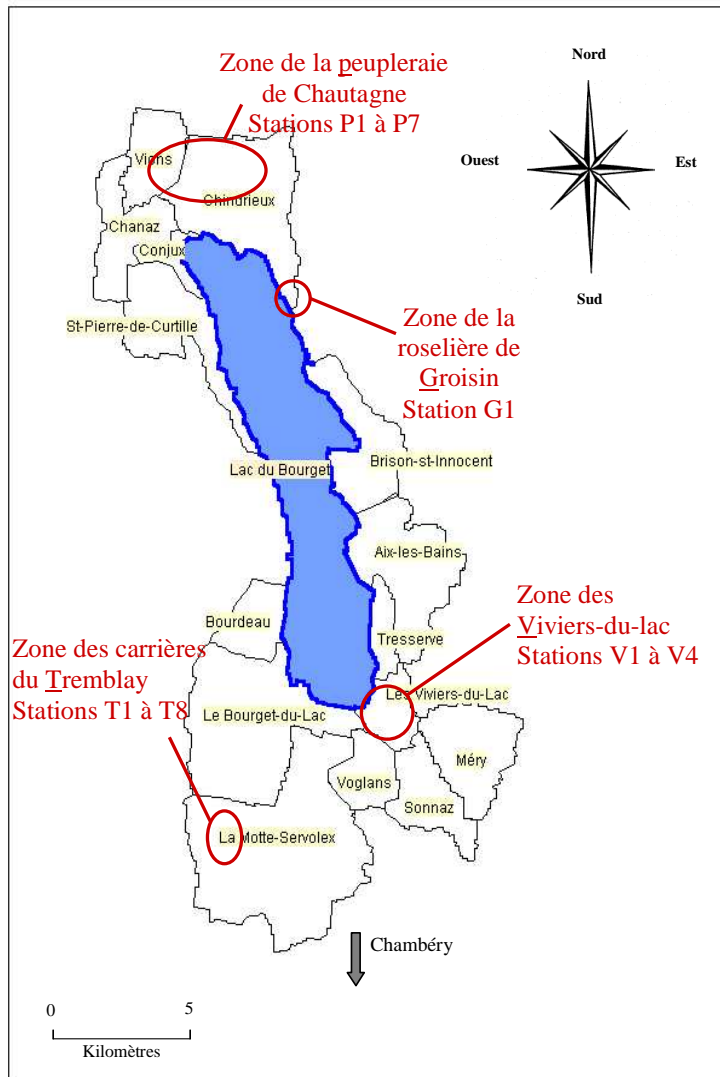 Zone de la peupleraie
de Chautagne
Stations P1 à P7
Nord
Ouest
Est
Sud
Vions
Chindrieux
Chanaz
Conjux
St-Pierre-de-Curtille
Zone de la
roselière de
Groisin
Station G1
Lac du Bourget
Brison-st-Innocent
Aix-les-Bains
Bourdeau
Tresserve
Zone des
Viviers-du-lac
Stations V1 à V4
Zone des carrières
du Tremblay
Stations T1 à T8
Les Viviers-du-Lac
Le Bourget-du-Lac
Méry
Voglans
Sonnaz
La Motte-Servolex
Chambéry
0 5
Kilomètres